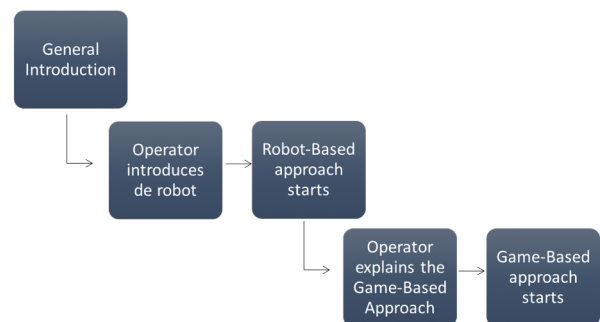 General
Introduction
Operator
introduces
de robot
Robot-Based
approach
starts
Operator
explains the
Game-Based
Approach
Game-Based
approach
starts